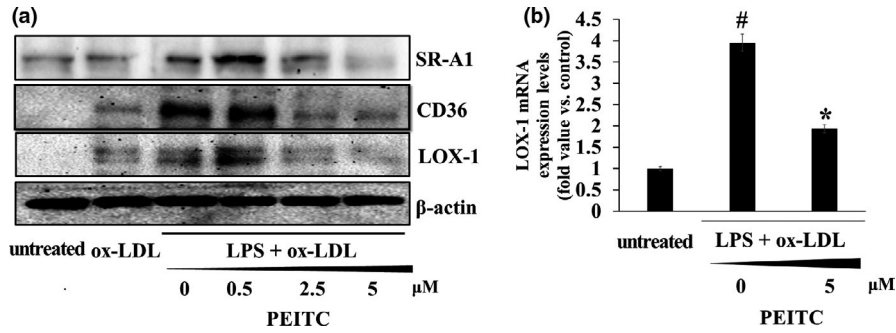 (a)
SR-A1
CD36
LOX-1
β-actin
untreated ox-LDL LPS + ox-LDL
0 0.5 2.5 5 μM
PEITC
(b)
LOX-1 mRNA
expression levels
(fold value vs. control)
4.5
4
3.5
3
2.5
2
1.5
1
0.5
0
#
*
untreated LPS + ox-LDL
0 5 μM
PEITC